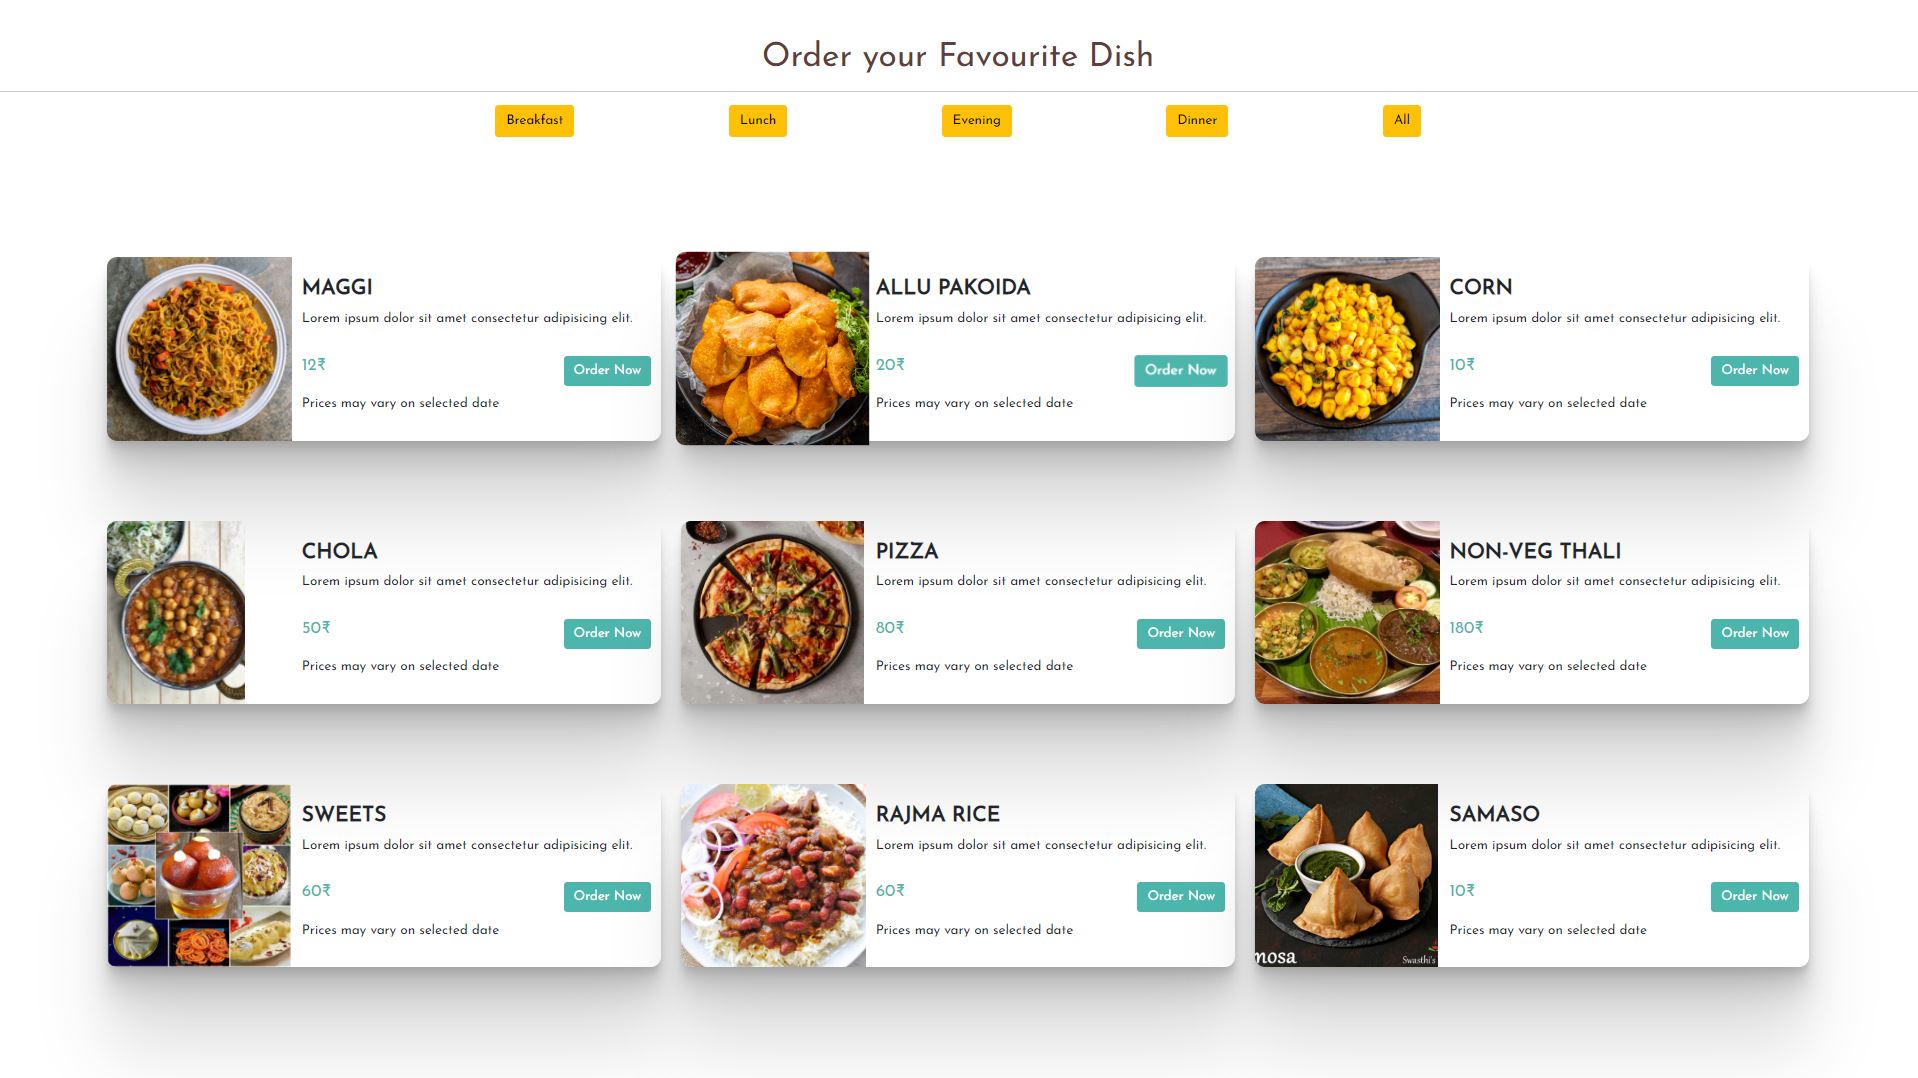 Order your Favourite Dish
Breakfast
Lunch
Evening
Dinner
All
MAGGI
Lorem ipsum dolor sit amet consectetur adipisicing elit.
12₹
Order Now
Prices may vary on selected date
ALLU PAKOIDA
Lorem ipsum dolor sit amet consectetur adipisicing elit.
20₹
Order Now
Prices may vary on selected date
CORN
Lorem ipsum dolor sit amet consectetur adipisicing elit.
10₹
Order Now
Prices may vary on selected date
CHOLA
Lorem ipsum dolor sit amet consectetur adipisicing elit.
50₹
Order Now
Prices may vary on selected date
PIZZA
Lorem ipsum dolor sit amet consectetur adipisicing elit.
80₹
Order Now
Prices may vary on selected date
NON-VEG THALI
Lorem ipsum dolor sit amet consectetur adipisicing elit.
180₹
Order Now
Prices may vary on selected date
SWEETS
Lorem ipsum dolor sit amet consectetur adipisicing elit.
60₹
Order Now
Prices may vary on selected date
RAJMA RICE
Lorem ipsum dolor sit amet consectetur adipisicing elit.
60₹
Order Now
Prices may vary on selected date
SAMASO
Lorem ipsum dolor sit amet consectetur adipisicing elit.
10₹
Order Now
Prices may vary on selected date
mosa
Swasthi's